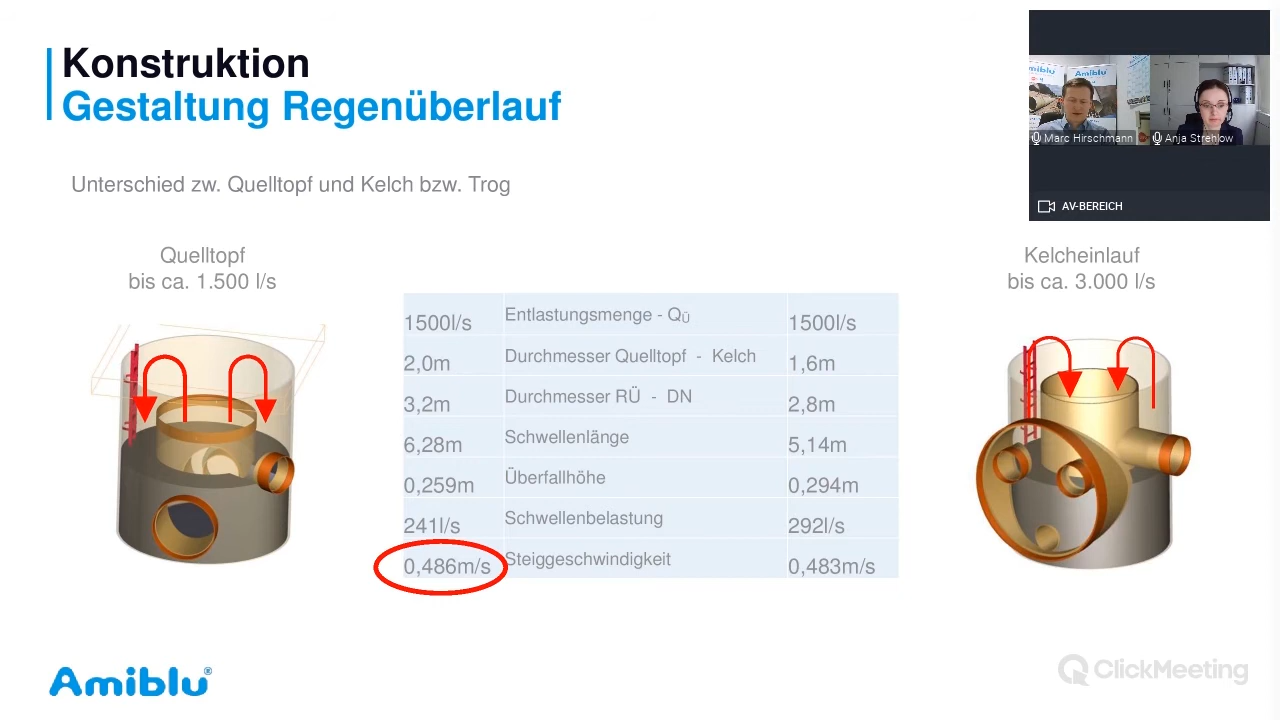 Konstruktion
Gestaltung Regenüberlauf
Unterschied zw. Quelltopf und Kelch bzw. Trog
Amiblu
Marc Hirschmann
Anja Strehlow
AV-BEREICH
Quelltopf
bis ca. 1.500 l/s
Kelcheinlauf
bis ca. 3.000 l/s
1500l/s Entlastungsmenge - QÜ 1500l/s
2,0m Durchmesser Quelltopf - Kelch 1,6m
3,2m Durchmesser RÜ - DN 2,8m
6,28m Schwellenlänge 5,14m
0,259m Überfallhöhe 0,294m
241l/s Schwellenbelastung 292l/s
0,486m/s Steiggeschwindigkeit 0,483m/s
Amiblu®
ClickMeeting